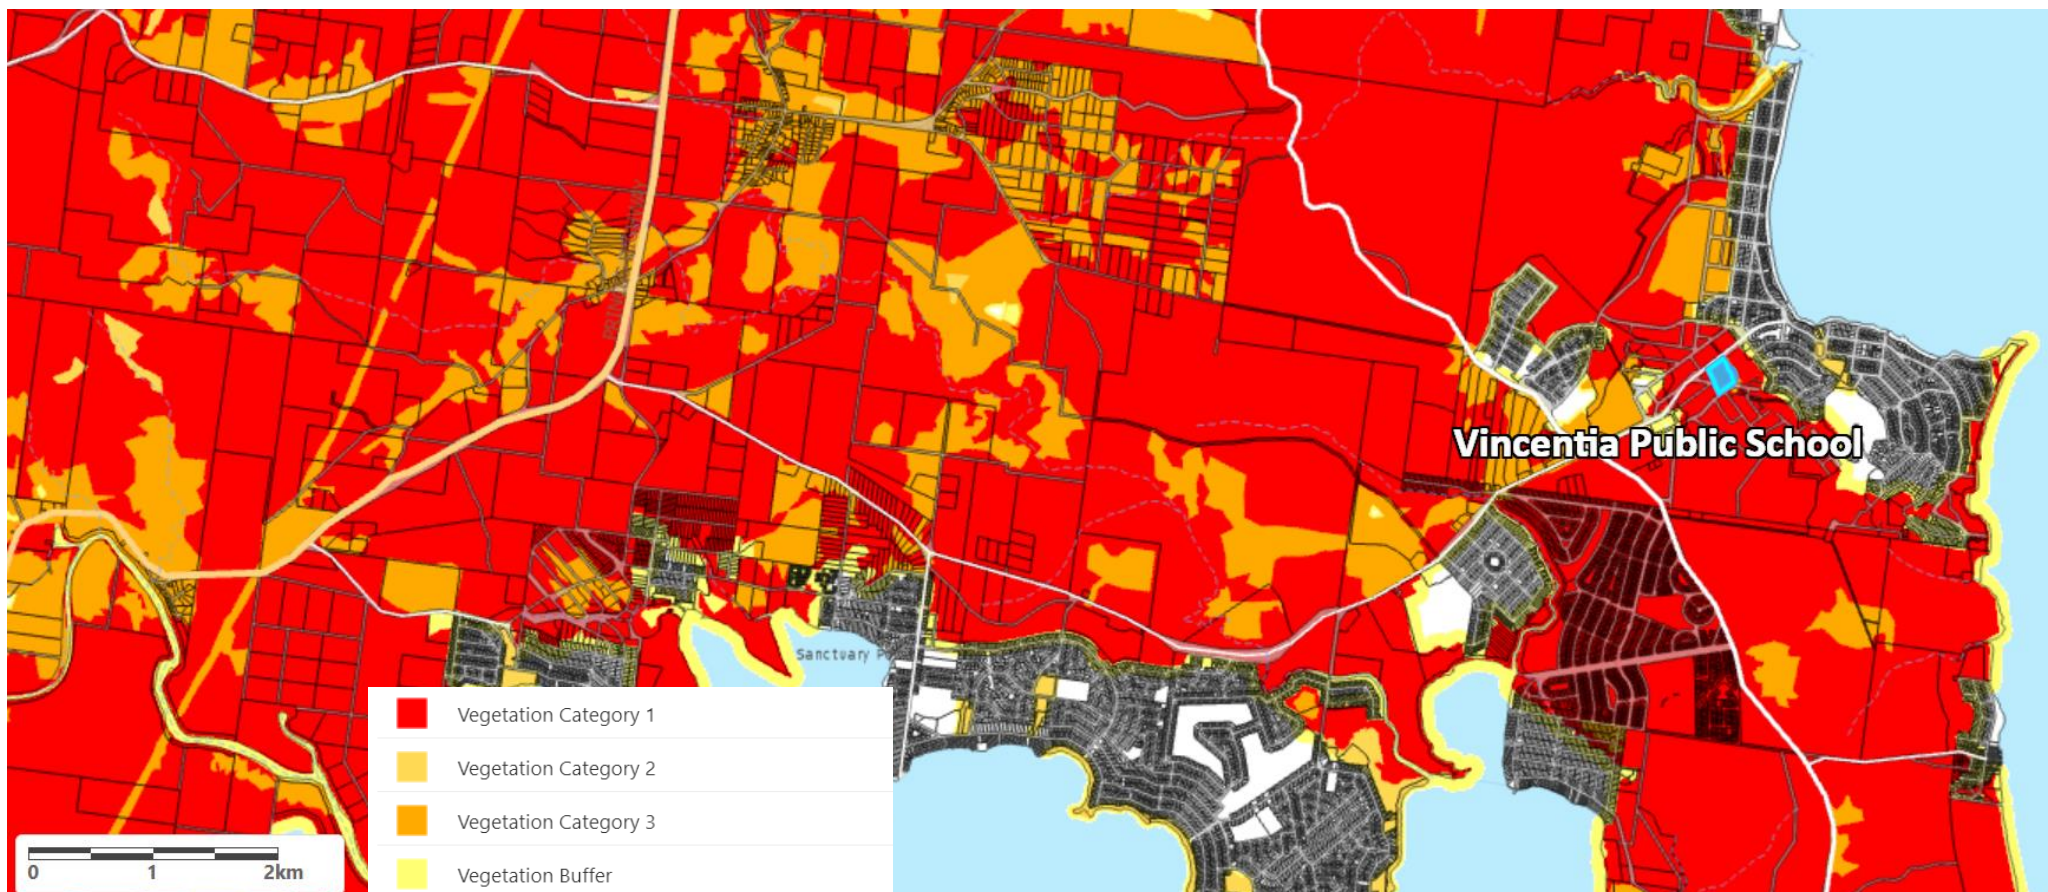 Vincentia Public School
Sanctuary P
Vegetation Category 1
Vegetation Category 2
Vegetation Category 3
Vegetation Buffer
0 1 2km